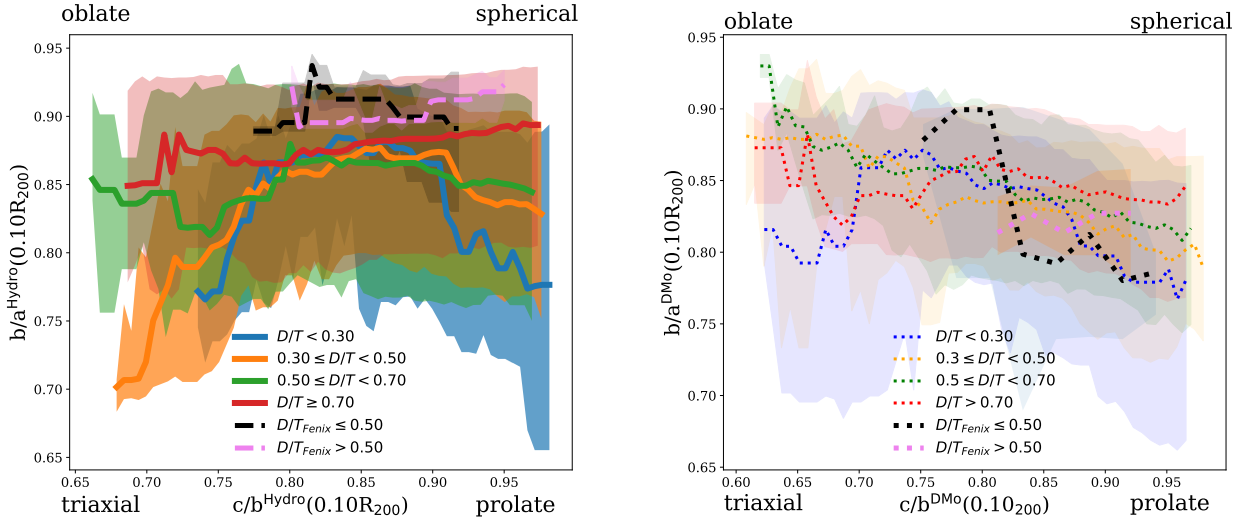 oblate
spherical
0.95
0.90
0.85
0.80
0.75
0.70
0.65
b/a^Hydro(0.10R_200)
D/T < 0.30
0.30 ≤ D/T < 0.50
0.50 ≤ D/T < 0.70
D/T ≥ 0.70
D/T_Fenix ≤ 0.50
D/T_Fenix > 0.50
0.70
0.75
0.80
0.85
0.90
0.95
triaxial
c/b^Hydro(0.10R_200)
prolate
oblate
spherical
0.95
0.90
0.85
0.80
0.75
0.70
0.65
b/a^DMo(0.10R_200)
D/T < 0.30
0.3 ≤ D/T < 0.50
0.5 ≤ D/T < 0.70
D/T > 0.70
D/T_Fenix ≤ 0.50
D/T_Fenix > 0.50
0.60
0.65
0.70
0.75
0.80
0.85
0.90
0.95
triaxial
c/b^DMo(0.10_200)
prolate